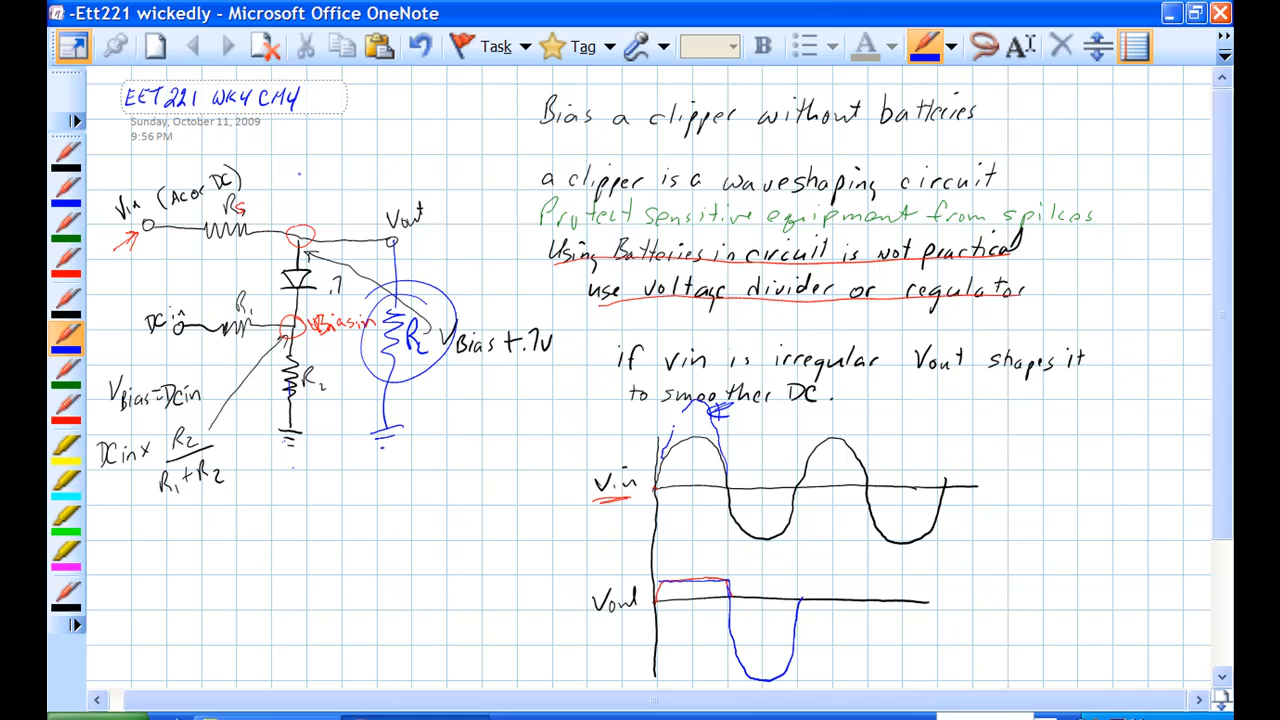 -Ett221 wickedly - Microsoft Office OneNote
Task
Tag
B
A
A
EET221 WK4 CH4
Sunday, October 11, 2009
9:56 PM
Bias a clipper without batteries
a clipper is a waveshaping circuit
Protect sensitive equipment from spikes
Using Batteries in circuit is not practical
use voltage divider or regulator
if vin is irregular Vout shapes it
to smoother DC.
Vin (AC or DC)
RS
Vout
.7
DC in
R1
VBias in
RL
VBias + .7v
R2
VBias = DCin
DCin x R2
R1 + R2
Vin
Vout